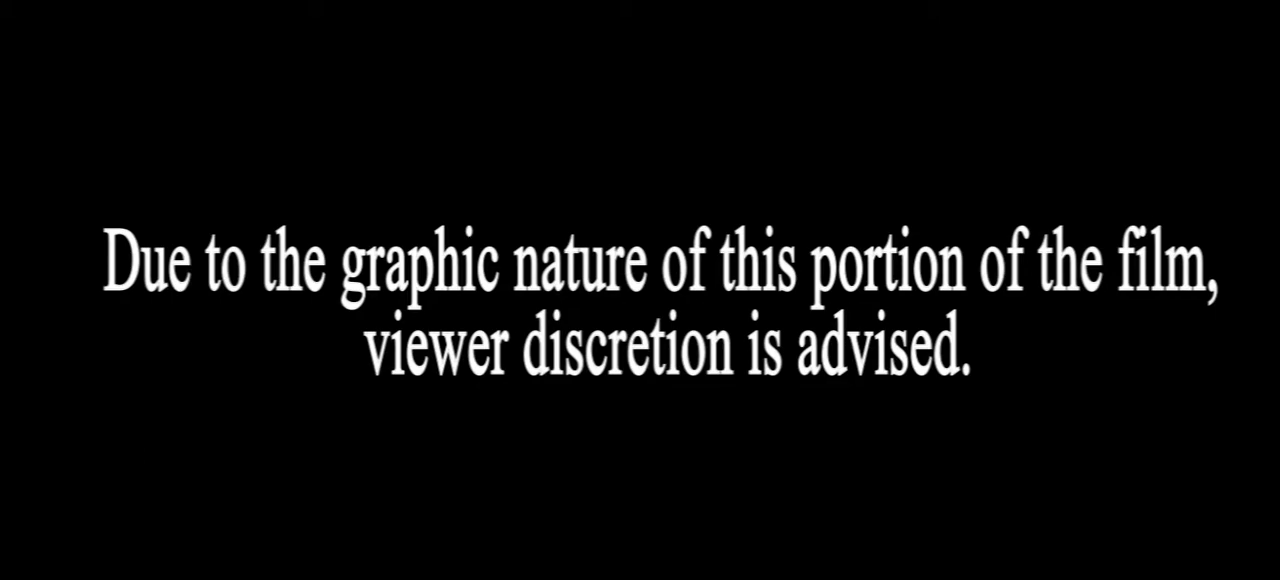 Due to the graphic nature of this portion of the film,
viewer discretion is advised.